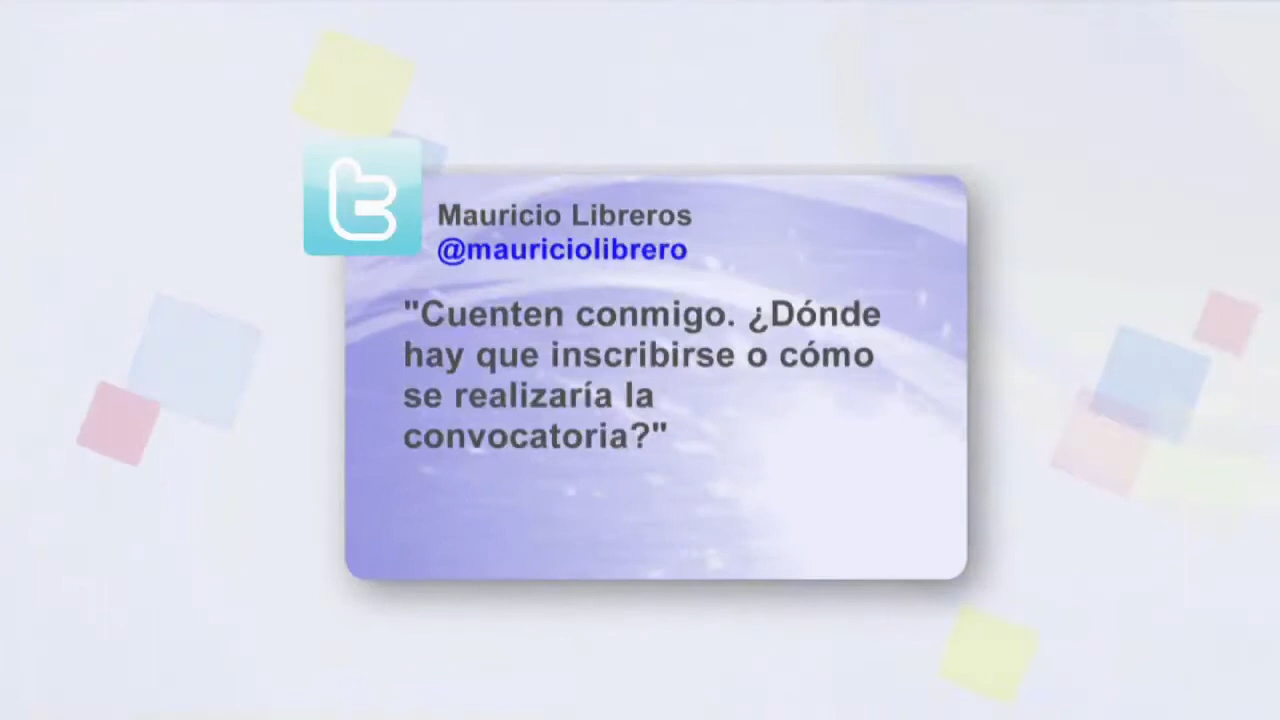 Mauricio Libreros
@mauriciolibrero
"Cuenten conmigo. ¿Dónde
hay que inscribirse o cómo
se realizaría la
convocatoria?"